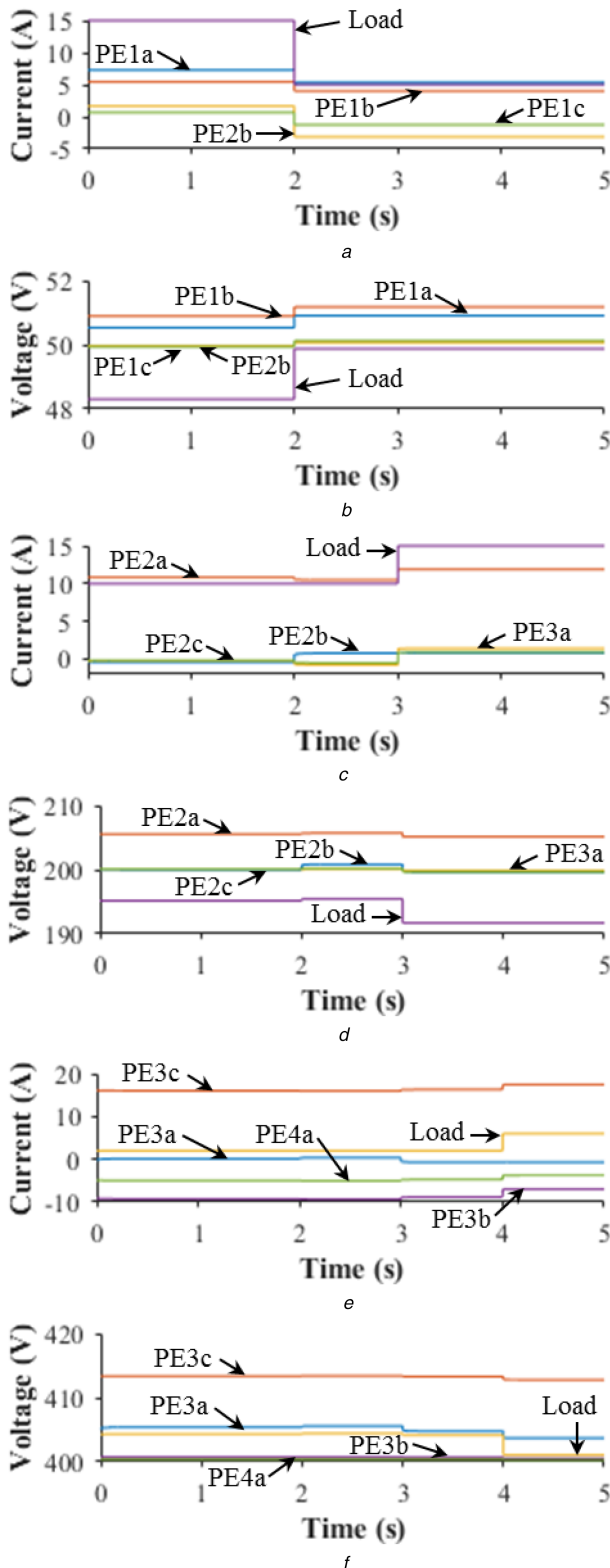 Current (A)
15
10
5
0
-5
PE1a
Load
PE1b
PE1c
PE2b
0 1 2 3 4 5
Time (s)
a
Voltage (V)
52
50
48
PE1b
PE1a
PE1c
PE2b
Load
0 1 2 3 4 5
Time (s)
b
Current (A)
15
10
5
0
PE2a
Load
PE2c
PE2b
PE3a
0 1 2 3 4 5
Time (s)
c
Voltage (V)
210
200
190
PE2a
PE2b
PE3a
PE2c
Load
0 1 2 3 4 5
Time (s)
d
Current (A)
20
10
0
-10
PE3c
PE3a
PE4a
Load
PE3b
0 1 2 3 4 5
Time (s)
e
Voltage (V)
420
410
400
PE3c
PE3a
Load
PE3b
PE4a
0 1 2 3 4 5
Time (s)
f